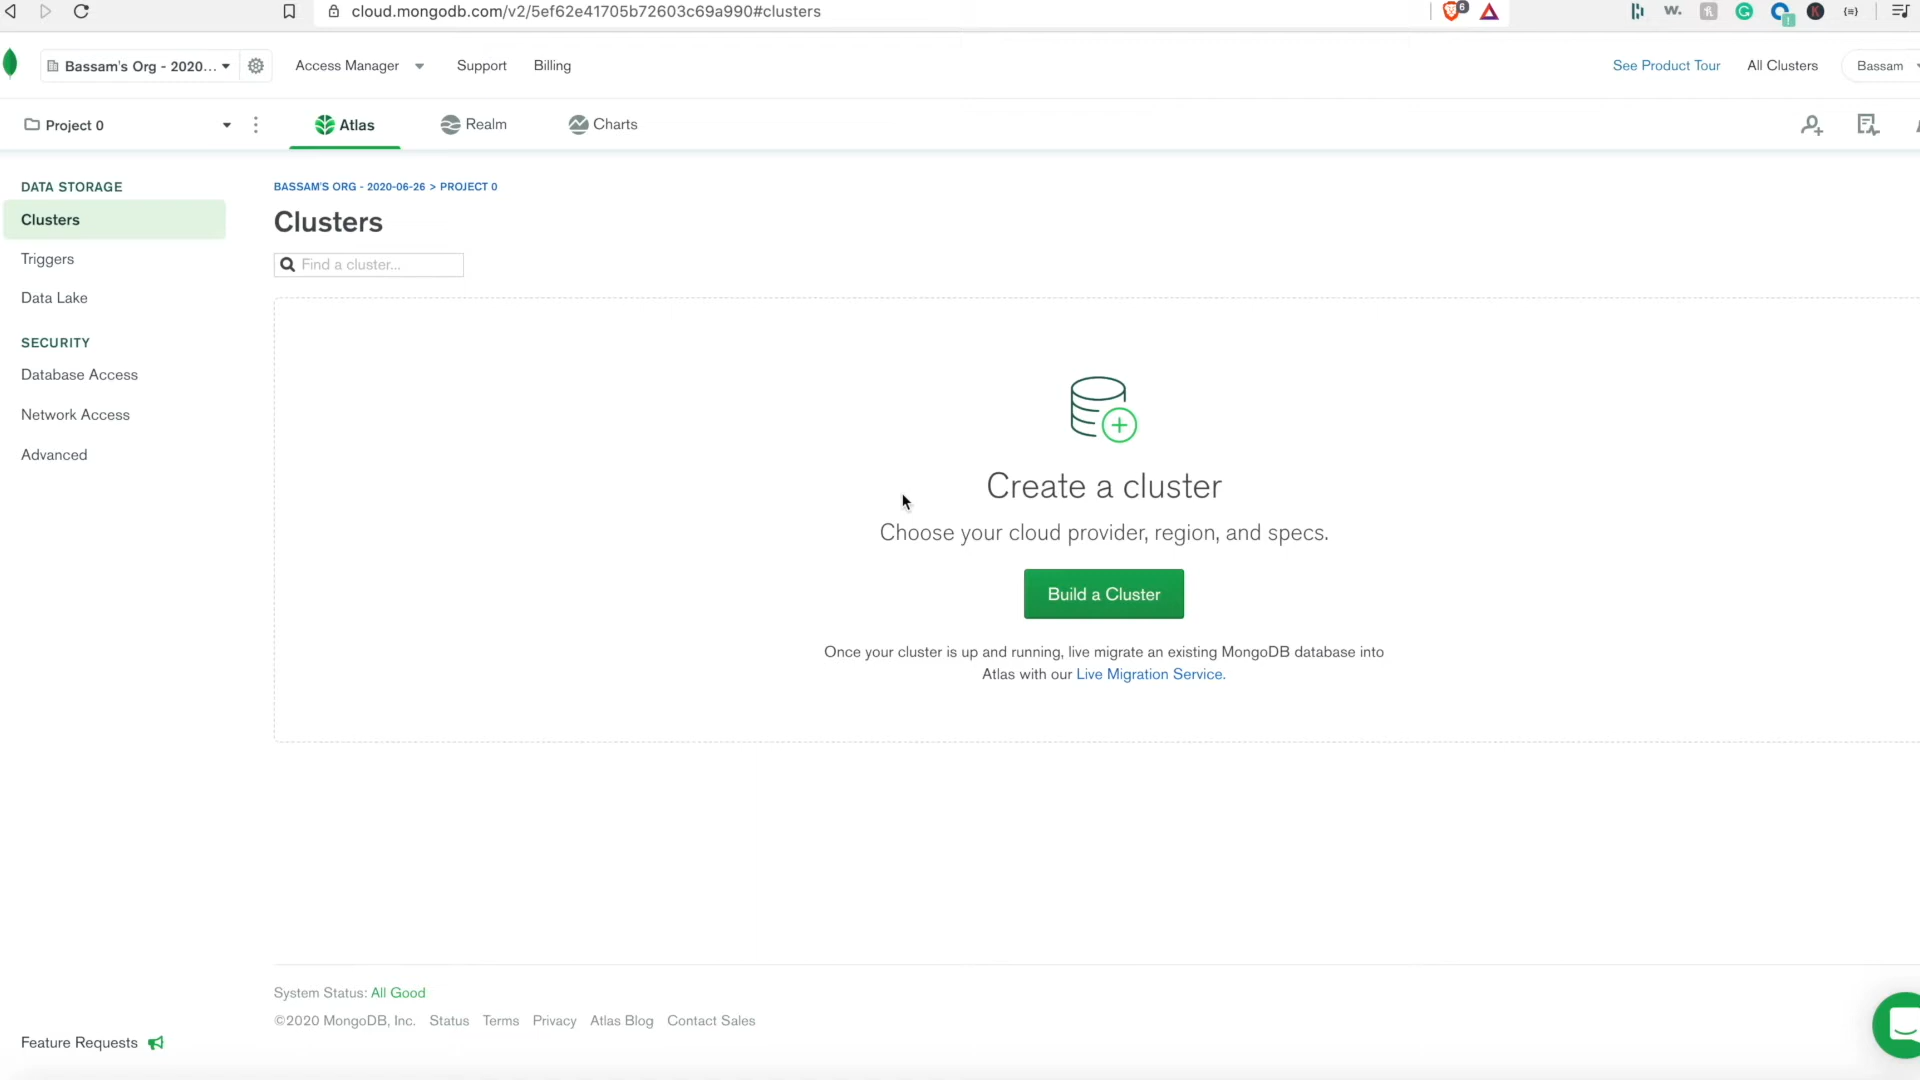 cloud.mongodb.com/v2/5ef62e41705b72603c69a990#clusters
6
W.
Bassam's Org - 2020...
Access Manager
Support
Billing
See Product Tour
All Clusters
Bassam
Project 0
Atlas
Realm
Charts
DATA STORAGE
Clusters
Triggers
Data Lake
SECURITY
Database Access
Network Access
Advanced
BASSAM'S ORG - 2020-06-26 > PROJECT 0
Clusters
Find a cluster...
Create a cluster
Choose your cloud provider, region, and specs.
Build a Cluster
Once your cluster is up and running, live migrate an existing MongoDB database into
Atlas with our Live Migration Service.
System Status: All Good
©2020 MongoDB, Inc. Status Terms Privacy Atlas Blog Contact Sales
Feature Requests